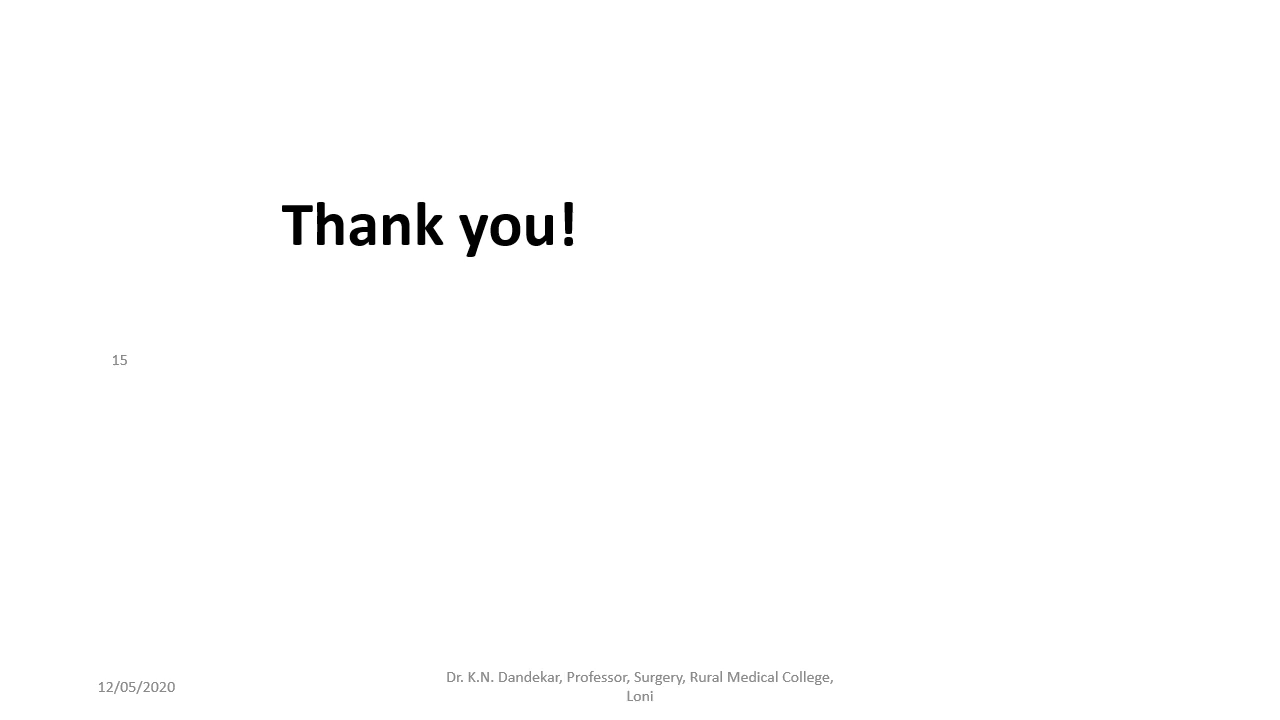 Thank you!
15
12/05/2020
Dr. K.N. Dandekar, Professor, Surgery, Rural Medical College,
Loni